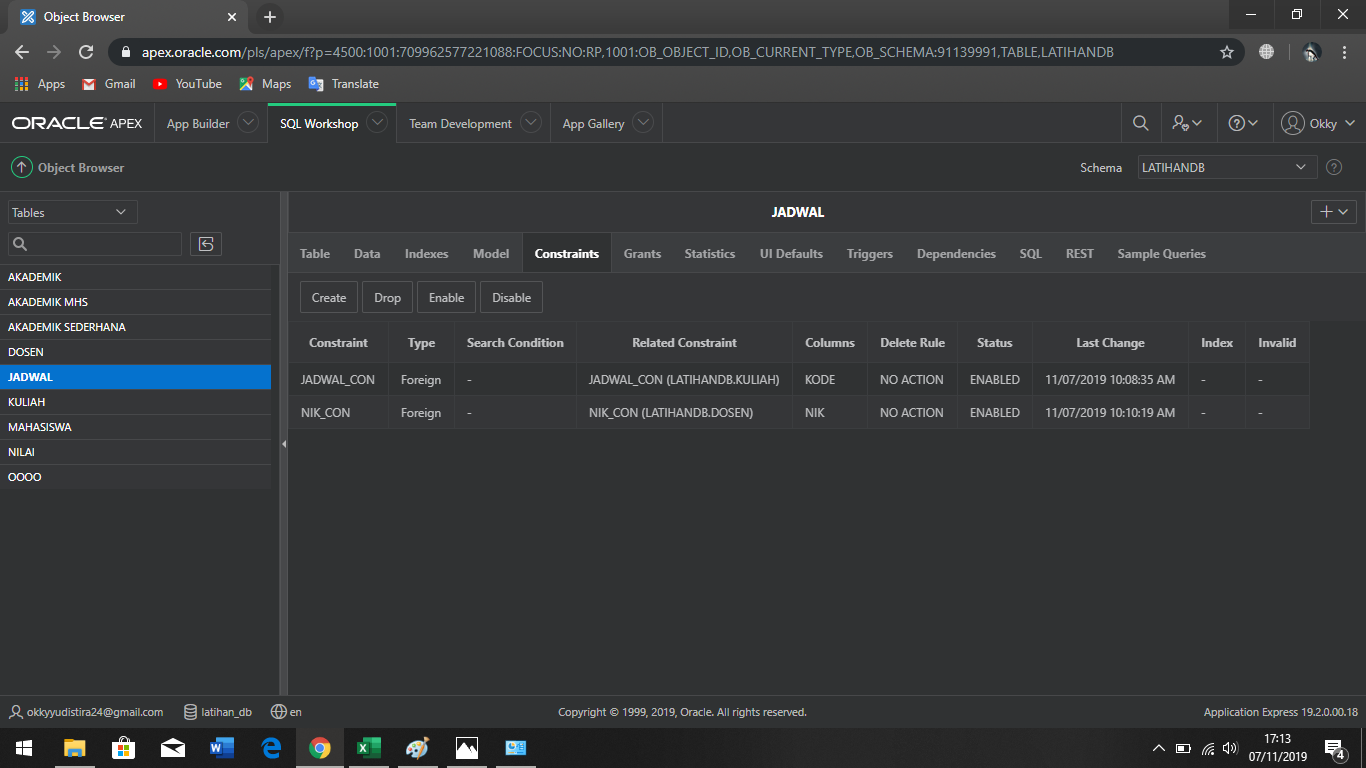 Object Browser
apex.oracle.com/pls/apex/f?p=4500:1001:709962577221088:FOCUS:NO:RP,1001:OB_OBJECT_ID,OB_CURRENT_TYPE,OB_SCHEMA:91139991,TABLE,LATIHANDB
Apps Gmail YouTube Maps Translate
ORACLE APEX App Builder SQL Workshop Team Development App Gallery Okky
Object Browser Schema LATIHANDB
Tables
JADWAL
Table Data Indexes Model Constraints Grants Statistics UI Defaults Triggers Dependencies SQL REST Sample Queries
AKADEMIK
AKADEMIK MHS
AKADEMIK SEDERHANA
DOSEN
JADWAL
KULIAH
MAHASISWA
NILAI
OOOO
Create Drop Enable Disable
Constraint Type Search Condition Related Constraint Columns Delete Rule Status Last Change Index Invalid
JADWAL_CON Foreign - JADWAL_CON (LATIHANDB.KULIAH) KODE NO ACTION ENABLED 11/07/2019 10:08:35 AM - -
NIK_CON Foreign - NIK_CON (LATIHANDB.DOSEN) NIK NO ACTION ENABLED 11/07/2019 10:10:19 AM - -
okkyyudistira24@gmail.com latihan_db en Copyright © 1999, 2019, Oracle. All rights reserved. Application Express 19.2.0.00.18
17:13
07/11/2019
4